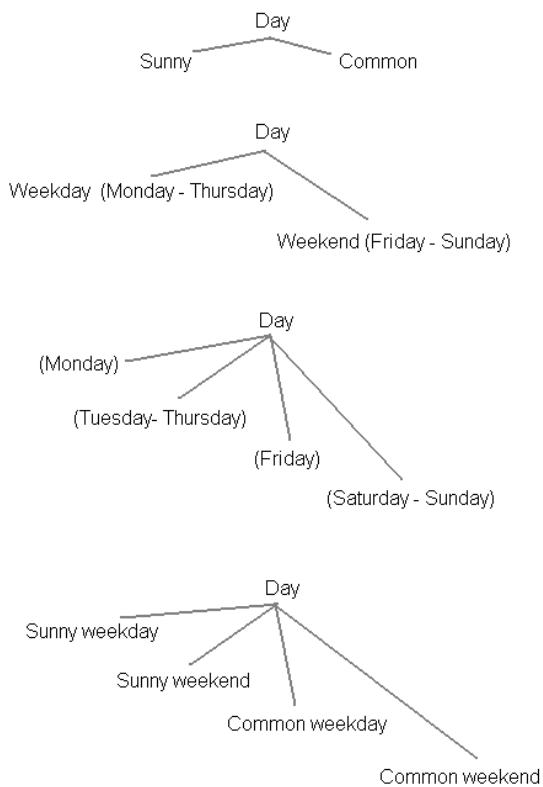 Day
Sunny
Common
Day
Weekday (Monday - Thursday)
Weekend (Friday - Sunday)
Day
(Monday)
(Tuesday- Thursday)
(Friday)
(Saturday - Sunday)
Day
Sunny weekday
Sunny weekend
Common weekday
Common weekend